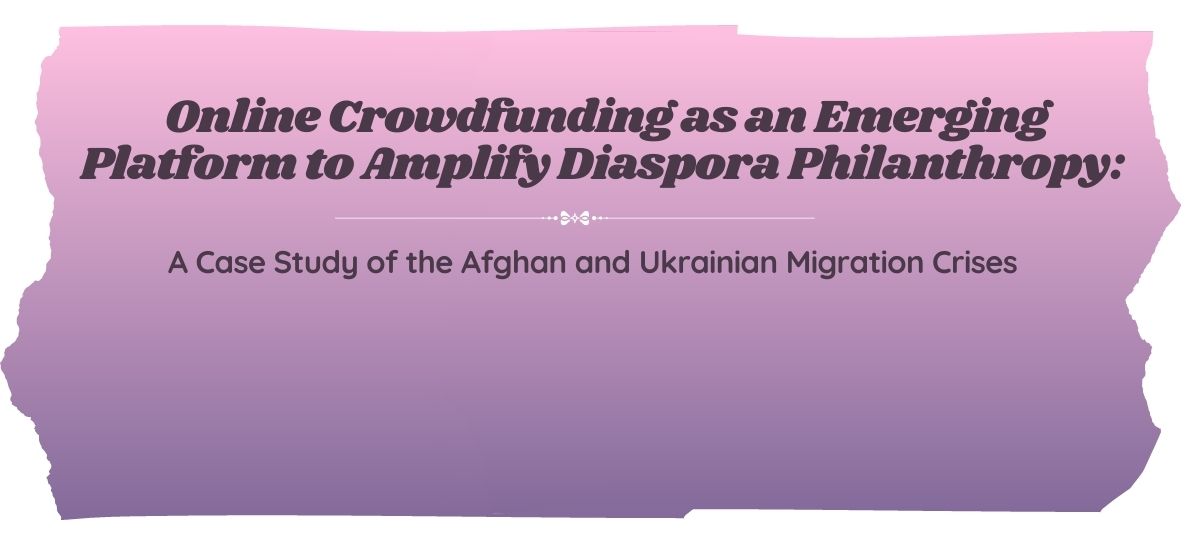 Online Crowdfunding as an Emerging
Platform to Amplify Diaspora Philanthropy:
A Case Study of the Afghan and Ukrainian Migration Crises